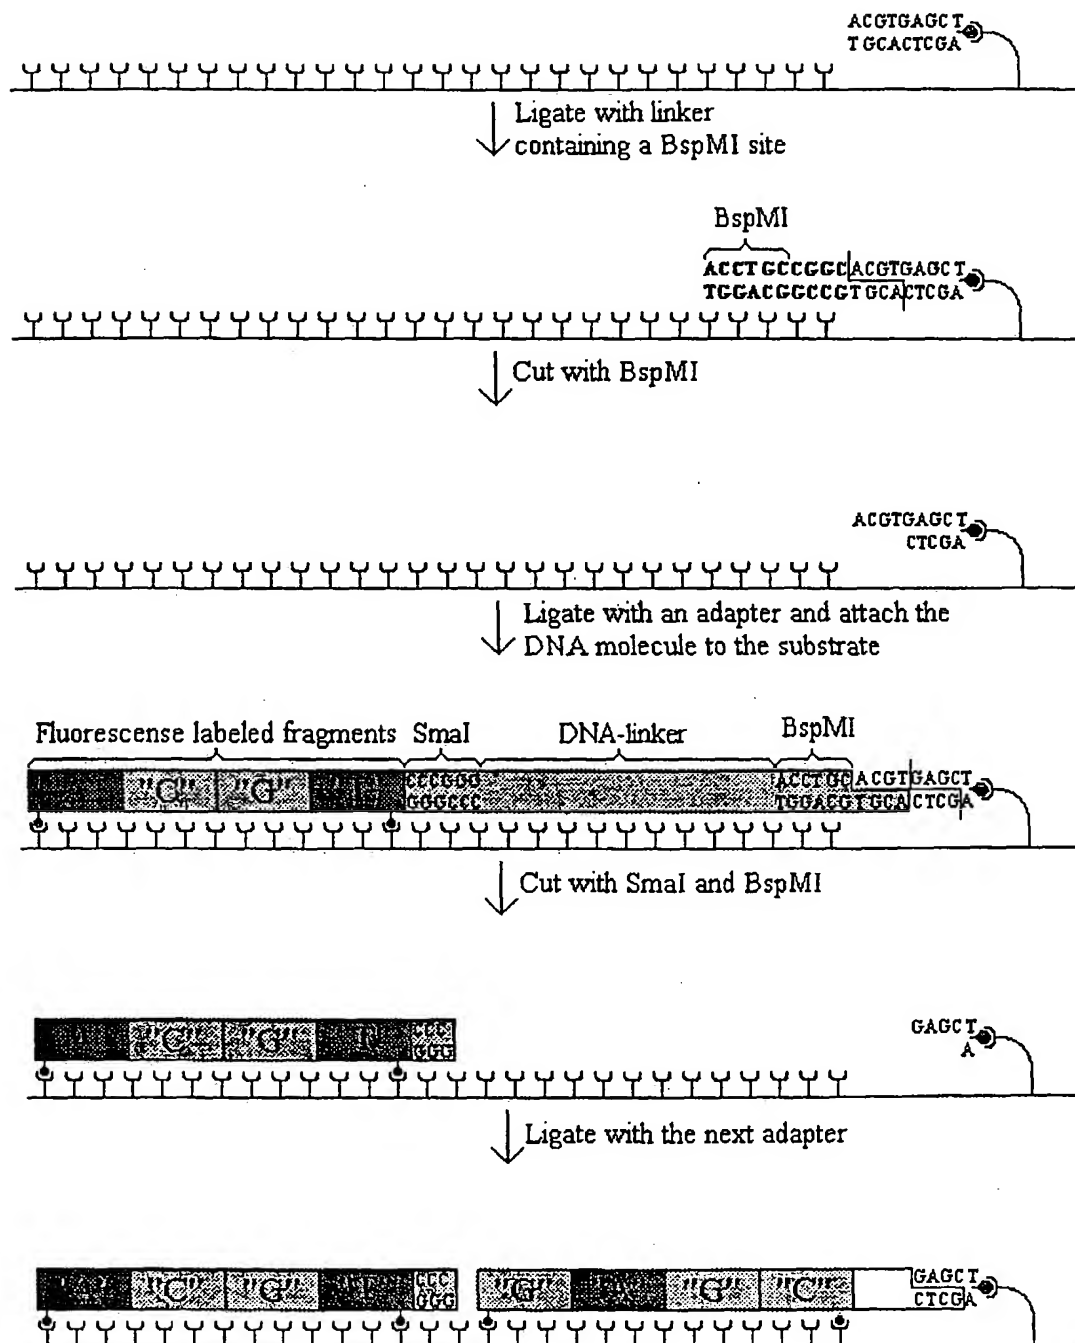 ACGTGAGCT
TGCACTCGA
Ligate with linker
containing a BspMI site
BspMI
ACCTGCCGGCACGTGAGCT
TGGACGGCCGTGCACTCGA
Cut with BspMI
ACGTGAGCT
CTCGA
Ligate with an adapter and attach the
DNA molecule to the substrate
Fluorescense labeled fragments SmaI DNA-linker BspMI
"C" "G" CCCGGG ACCTGCACGTGAGCT
GGGCCC TGGACGTGCACTCGA
Cut with SmaI and BspMI
"C" "G" CCC GAGCT
GGG A
Ligate with the next adapter
"A" "C" "G" "T" CCC "G" "G" "C" GAGCT
GGG CTCGA